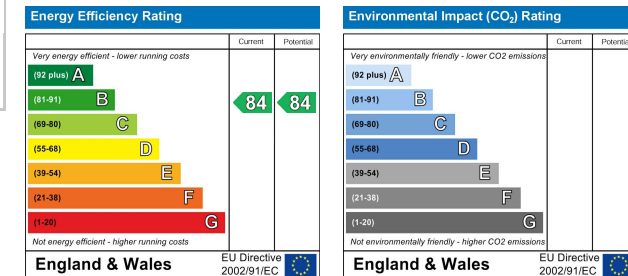 Energy Efficiency Rating
Current Potential
Very energy efficient - lower running costs
(92 plus) A
(81-91) B 84 84
(69-80) C
(55-68) D
(39-54) E
(21-38) F
(1-20) G
Not energy efficient - higher running costs
England & Wales
EU Directive
2002/91/EC
Environmental Impact (CO₂) Rating
Current Potentia
Very environmentally friendly - lower CO2 emissions
(92 plus) A
(81-91) B
(69-80) C
(55-68) D
(39-54) E
(21-38) F
(1-20) G
Not environmentally friendly - higher CO2 emissions
England & Wales
EU Directive
2002/91/EC